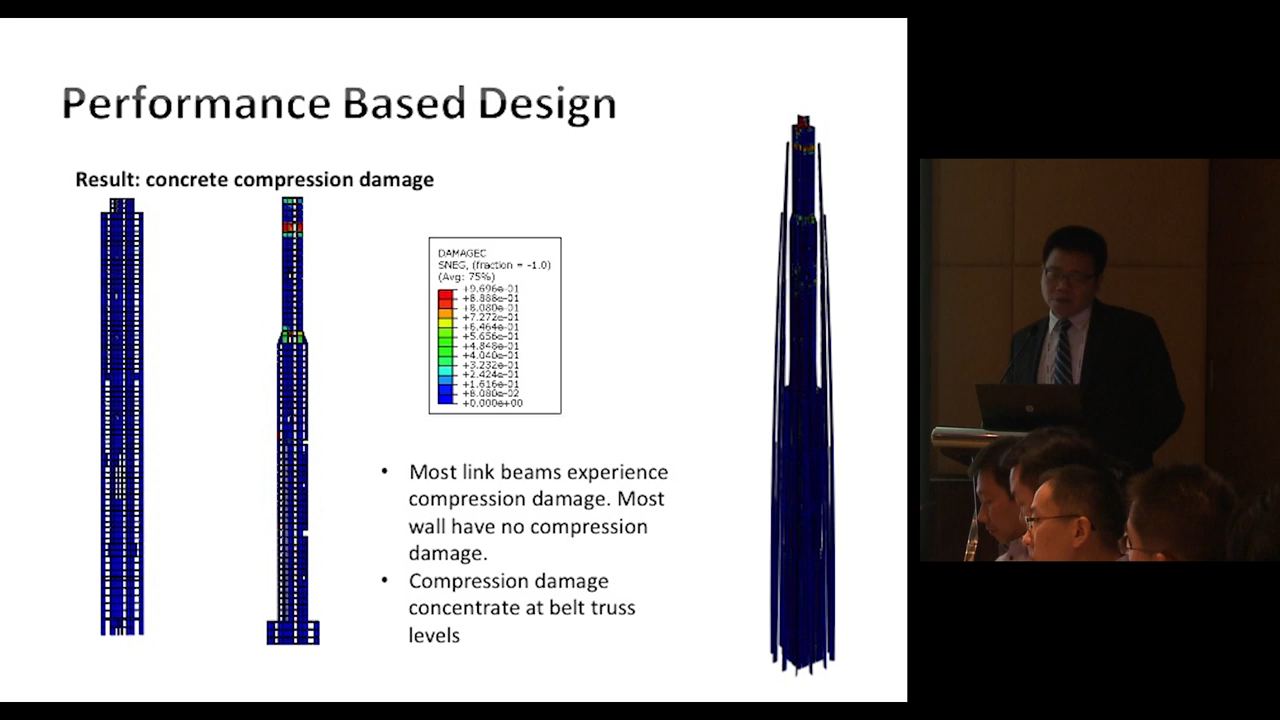 Performance Based Design
Result: concrete compression damage
DAMAGEC
SNEG, (fraction = -1.0)
(Avg: 75%)
+9.696e-01
+8.888e-01
+8.080e-01
+7.272e-01
+6.464e-01
+5.656e-01
+4.848e-01
+4.040e-01
+3.232e-01
+2.424e-01
+1.616e-01
+8.080e-02
+0.000e+00
• Most link beams experience
compression damage. Most
wall have no compression
damage.
• Compression damage
concentrate at belt truss
levels